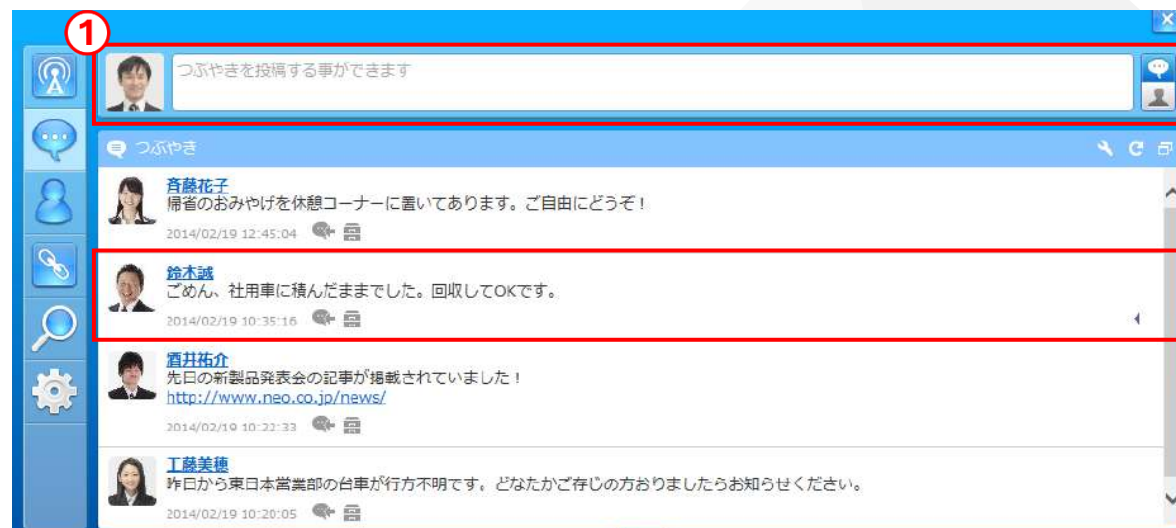 1
つぶやきを投稿する事ができます
つぶやき
斉藤花子
帰省のおみやげを休憩コーナーに置いてあります。ご自由にどうぞ！
2014/02/19 12:45:04
鈴木誠
ごめん、社用車に積んだままでした。回収してOKです。
2014/02/19 10:35:16
酒井祐介
先日の新製品発表会の記事が掲載されていました！
http://www.neo.co.jp/news/
2014/02/19 10:22:33
工藤美穂
昨日から東日本営業部の台車が行方不明です。どなたかご存じの方おりましたらお知らせください。
2014/02/19 10:20:05